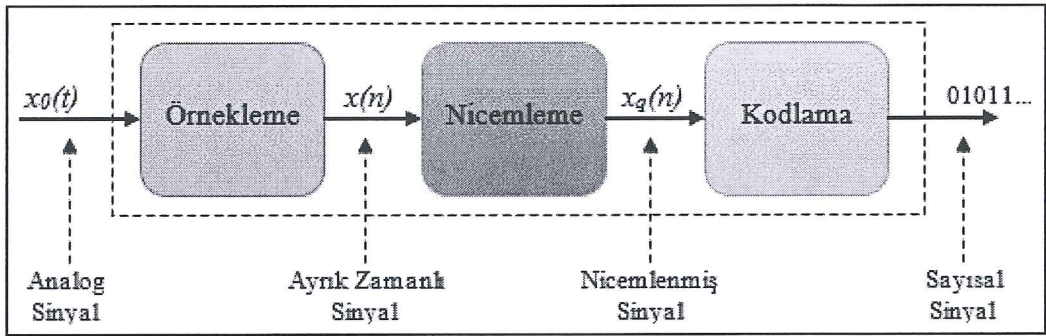 x0(t)
Örnekleme
x(n)
Nicemleme
xq(n)
Kodlama
01011...
Analog
Sinyal
Ayrık Zamanlı
Sinyal
Nicemlenmiş
Sinyal
Sayısal
Sinyal